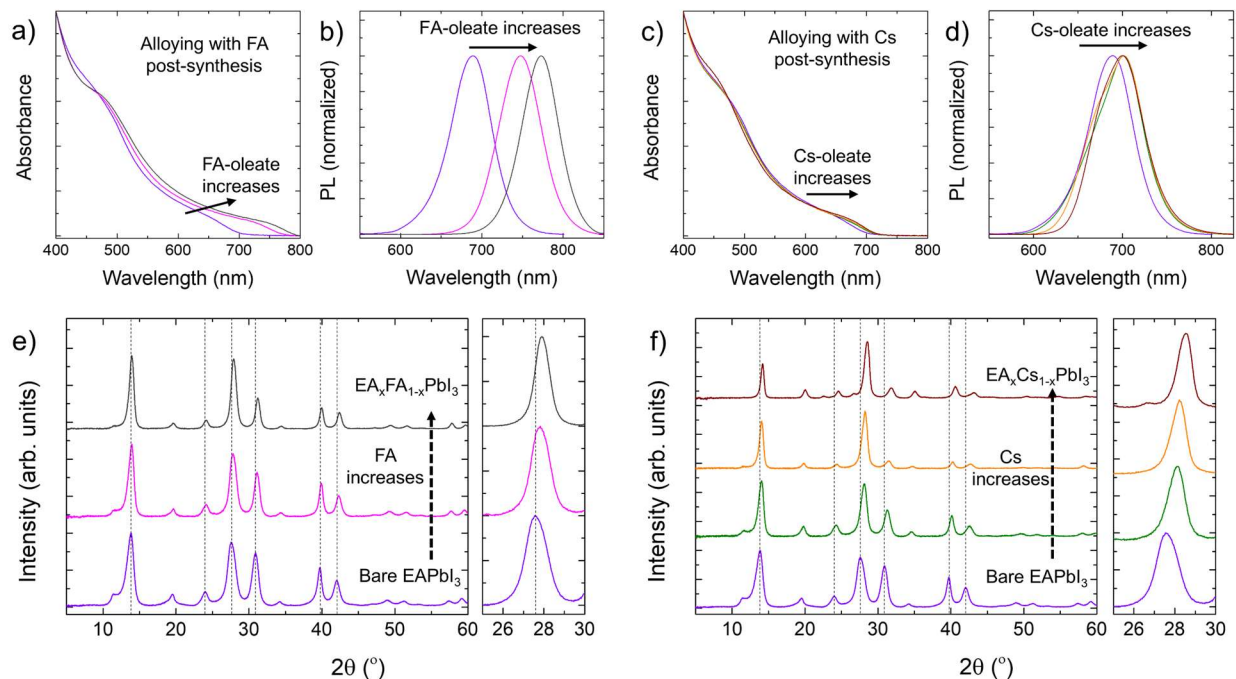 a)
Alloying with FA
post-synthesis
FA-oleate
increases
Absorbance
400 500 600 700 800
Wavelength (nm)
b)
FA-oleate increases
PL (normalized)
600 700 800
Wavelength (nm)
c)
Alloying with Cs
post-synthesis
Cs-oleate
increases
Absorbance
400 500 600 700 800
Wavelength (nm)
d)
Cs-oleate increases
PL (normalized)
600 700 800
Wavelength (nm)
e)
EAₓFA₁₋ₓPbI₃
FA
increases
Bare EAPbI₃
Intensity (arb. units)
10 20 30 40 50 60
26 28 30
2θ (°)
f)
EAₓCs₁₋ₓPbI₃
Cs
increases
Bare EAPbI₃
Intensity (arb. units)
10 20 30 40 50 60
26 28 30
2θ (°)